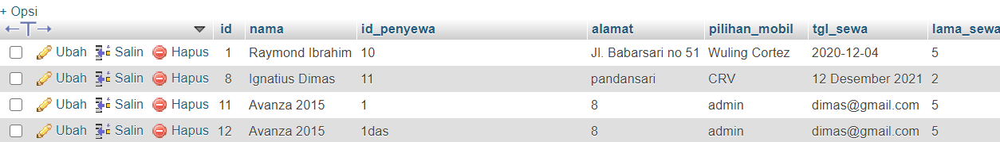 + Opsi
←T→ id nama id_penyewa alamat pilihan_mobil tgl_sewa lama_sewa
Ubah Salin Hapus 1 Raymond Ibrahim 10 Jl. Babarsari no 51 Wuling Cortez 2020-12-04 5
Ubah Salin Hapus 8 Ignatius Dimas 11 pandansari CRV 12 Desember 2021 2
Ubah Salin Hapus 11 Avanza 2015 1 8 admin dimas@gmail.com 5
Ubah Salin Hapus 12 Avanza 2015 1das 8 admin dimas@gmail.com 5